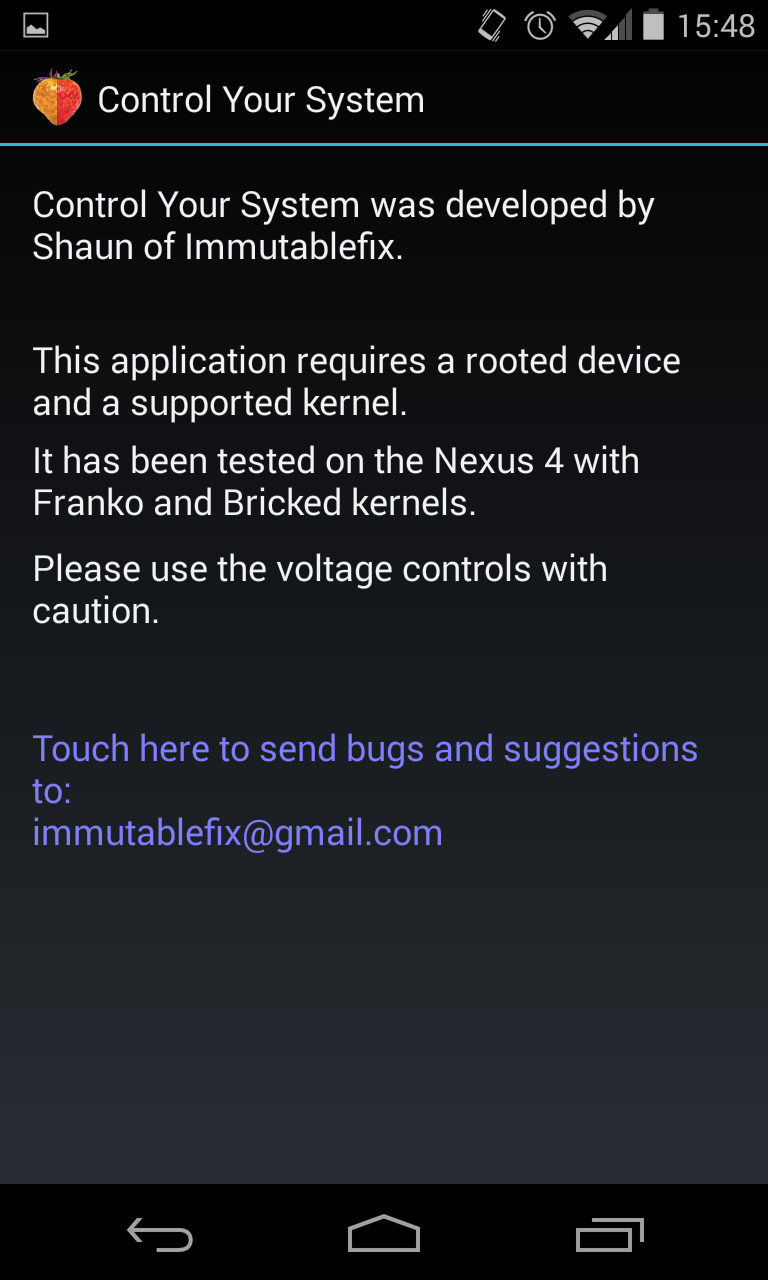 15:48
Control Your System
Control Your System was developed by
Shaun of Immutablefix.
This application requires a rooted device
and a supported kernel.
It has been tested on the Nexus 4 with
Franko and Bricked kernels.
Please use the voltage controls with
caution.
Touch here to send bugs and suggestions
to:
immutablefix@gmail.com